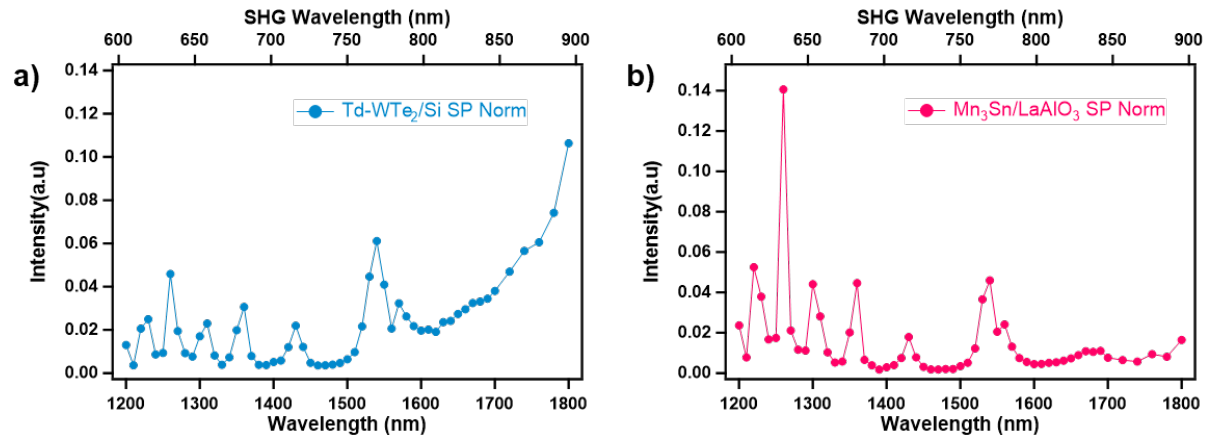 SHG Wavelength (nm)
600 650 700 750 800 850 900
a)
0.14
0.12
0.10
0.08
0.06
0.04
0.02
0.00
Intensity(a.u)
Td-WTe₂/Si SP Norm
1200 1300 1400 1500 1600 1700 1800
Wavelength (nm)
SHG Wavelength (nm)
600 650 700 750 800 850 900
b)
0.14
0.12
0.10
0.08
0.06
0.04
0.02
0.00
Intensity(a.u)
Mn₃Sn/LaAlO₃ SP Norm
1200 1300 1400 1500 1600 1700 1800
Wavelength (nm)